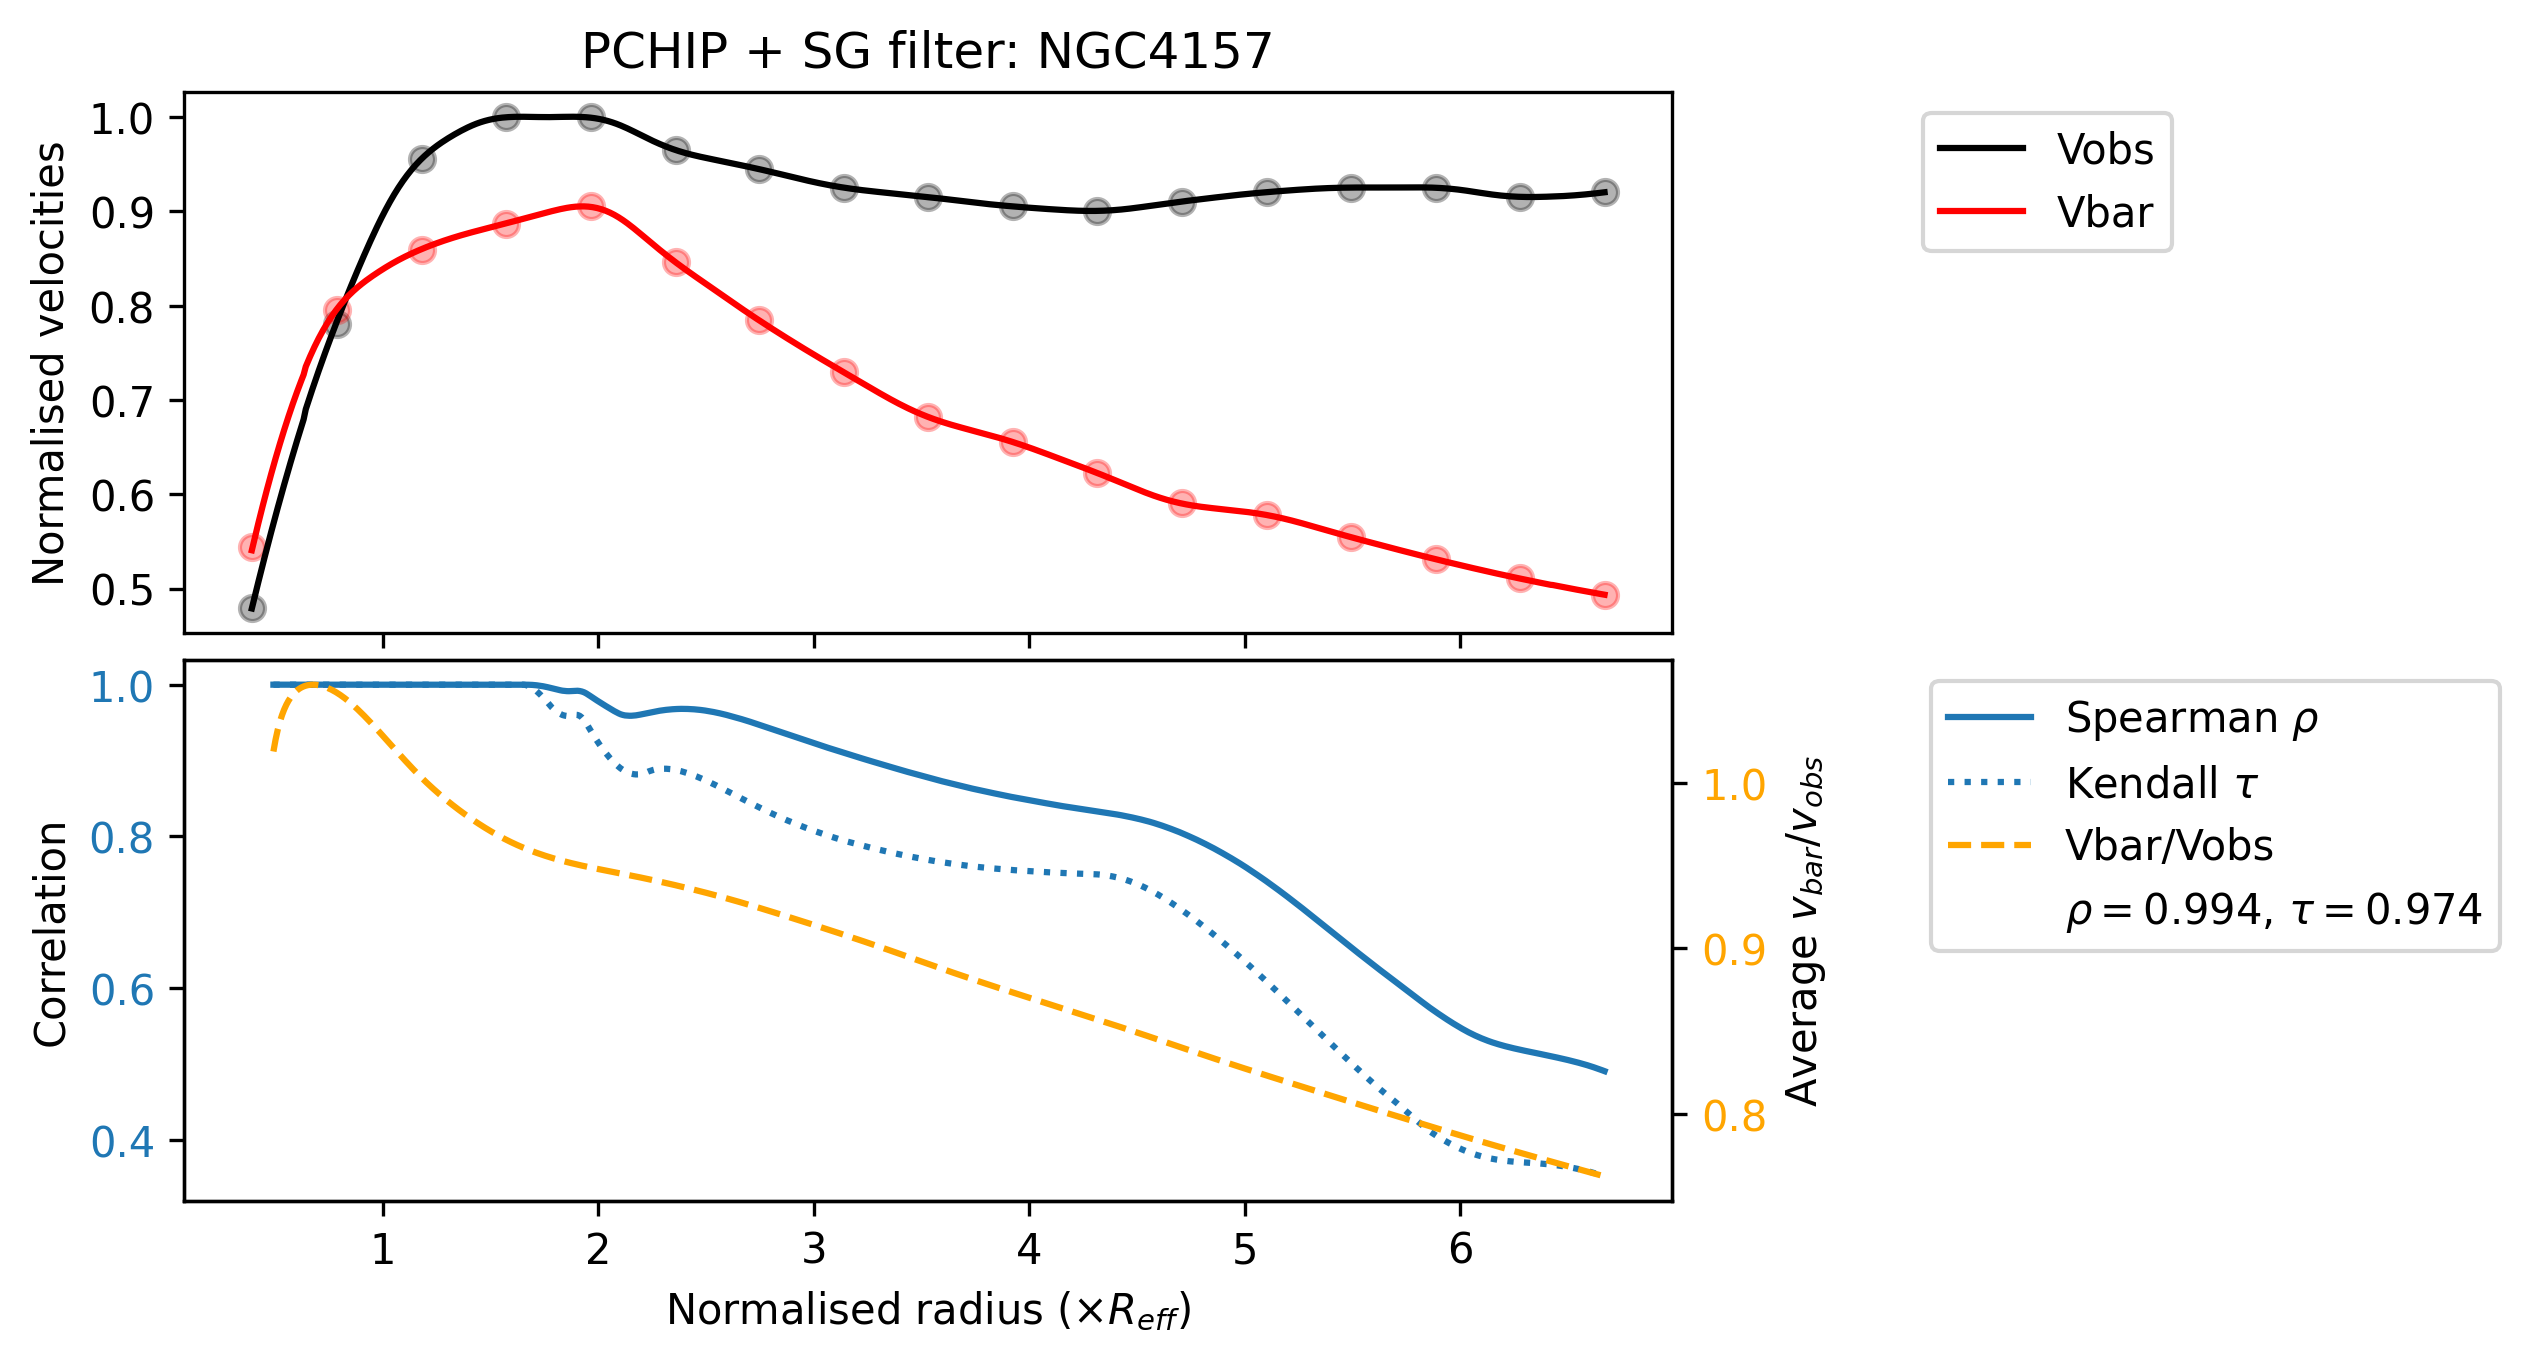 PCHIP + SG filter: NGC4157
Normalised velocities
1.0
0.9
0.8
0.7
0.6
0.5
Vobs
Vbar
Correlation
1.0
0.8
0.6
0.4
1.0
0.9
0.8
Average v_bar/v_obs
Spearman ρ
Kendall τ
Vbar/Vobs
ρ = 0.994, τ = 0.974
1 2 3 4 5 6
Normalised radius (×R_eff)